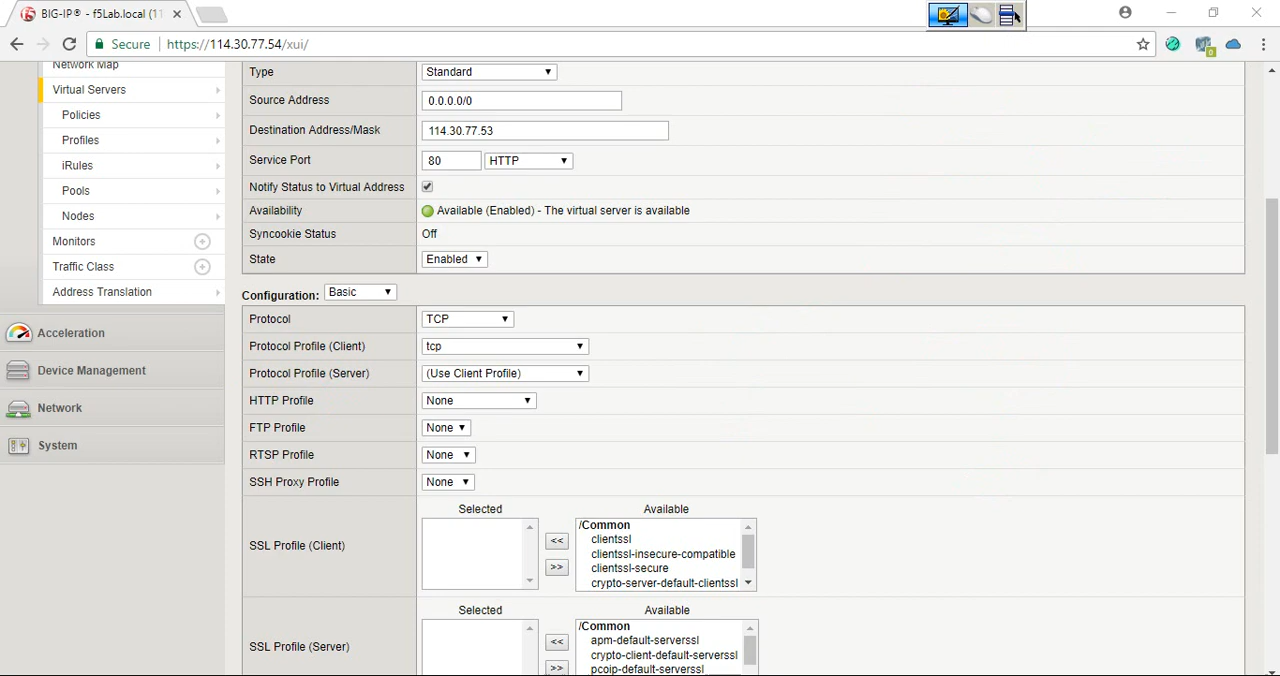 BIG-IP® - f5Lab.local (11
Secure
https://114.30.77.54/xui/
Network Map
Virtual Servers
Policies
Profiles
iRules
Pools
Nodes
Monitors
Traffic Class
Address Translation
Acceleration
Device Management
Network
System
Type Standard
Source Address 0.0.0.0/0
Destination Address/Mask 114.30.77.53
Service Port 80 HTTP
Notify Status to Virtual Address
Availability Available (Enabled) - The virtual server is available
Syncookie Status Off
State Enabled
Configuration: Basic
Protocol TCP
Protocol Profile (Client) tcp
Protocol Profile (Server) (Use Client Profile)
HTTP Profile None
FTP Profile None
RTSP Profile None
SSH Proxy Profile None
Selected Available
SSL Profile (Client)
<<
>>
/Common
clientssl
clientssl-insecure-compatible
clientssl-secure
crypto-server-default-clientssl
Selected Available
SSL Profile (Server)
<<
>>
/Common
apm-default-serverssl
crypto-client-default-serverssl
pcoip-default-serverssl